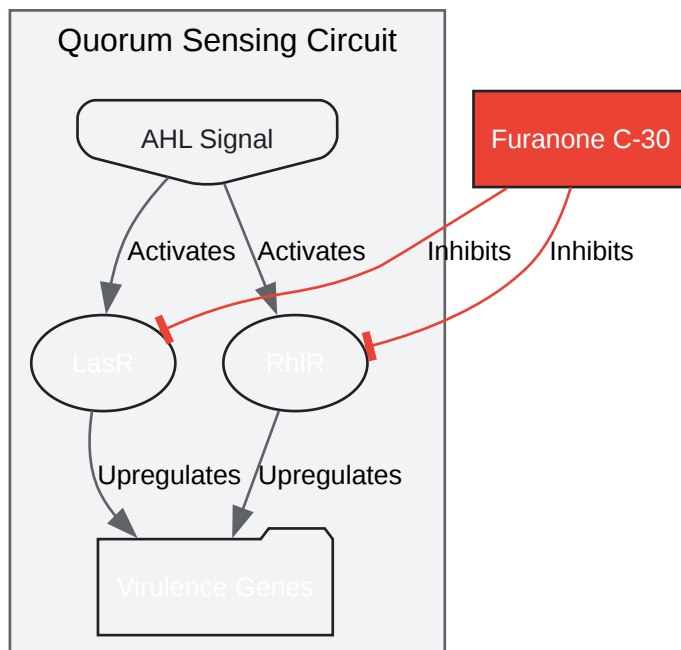 Quorum Sensing Circuit
AHL Signal
Furanone C-30
Activates
Activates
Inhibits
Inhibits
LasR
RhlR
Upregulates
Upregulates
Virulence Genes